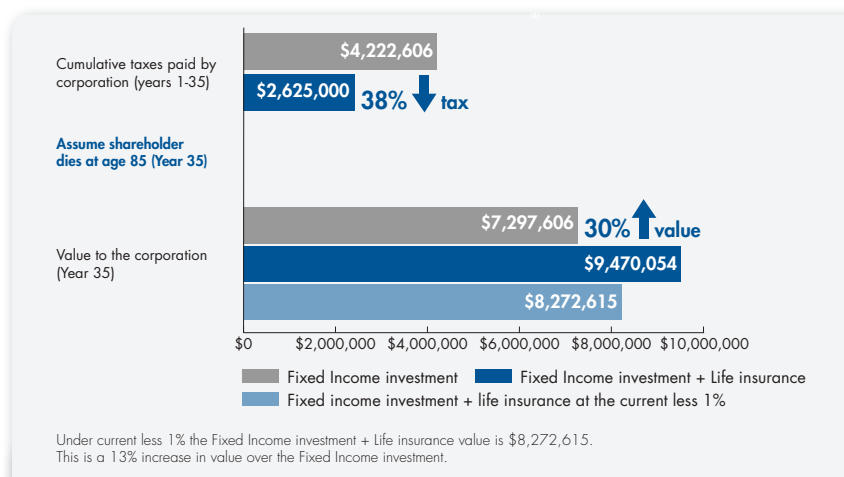 $4,222,606
Cumulative taxes paid by
corporation (years 1-35)
$2,625,000 38% tax
Assume shareholder
dies at age 85 (Year 35)
$7,297,606 30% value
Value to the corporation
(Year 35)
$9,470,054
$8,272,615
$0 $2,000,000 $4,000,000 $6,000,000 $8,000,000 $10,000,000
Fixed Income investment Fixed Income investment + Life insurance
Fixed income investment + life insurance at the current less 1%
Under current less 1% the Fixed Income investment + Life insurance value is $8,272,615.
This is a 13% increase in value over the Fixed Income investment.